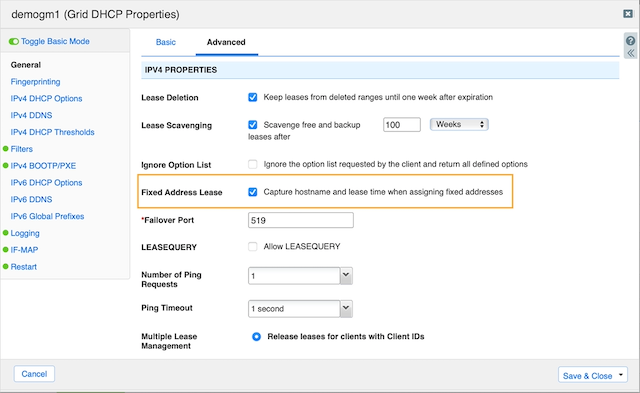 demogm1 (Grid DHCP Properties)
Toggle Basic Mode
General
Fingerprinting
IPv4 DHCP Options
IPv4 DDNS
IPv4 DHCP Thresholds
Filters
IPv4 BOOTP/PXE
IPv6 DHCP Options
IPv6 DDNS
IPv6 Global Prefixes
Logging
IF-MAP
Restart
Basic
Advanced
IPV4 PROPERTIES
Lease Deletion
Keep leases from deleted ranges until one week after expiration
Lease Scavenging
Scavenge free and backup
leases after
100
Weeks
Ignore Option List
Ignore the option list requested by the client and return all defined options
Fixed Address Lease
Capture hostname and lease time when assigning fixed addresses
*Failover Port
519
LEASEQUERY
Allow LEASEQUERY
Number of Ping
Requests
1
Ping Timeout
1 second
Multiple Lease
Management
Release leases for clients with Client IDs
Cancel
Save & Close
?